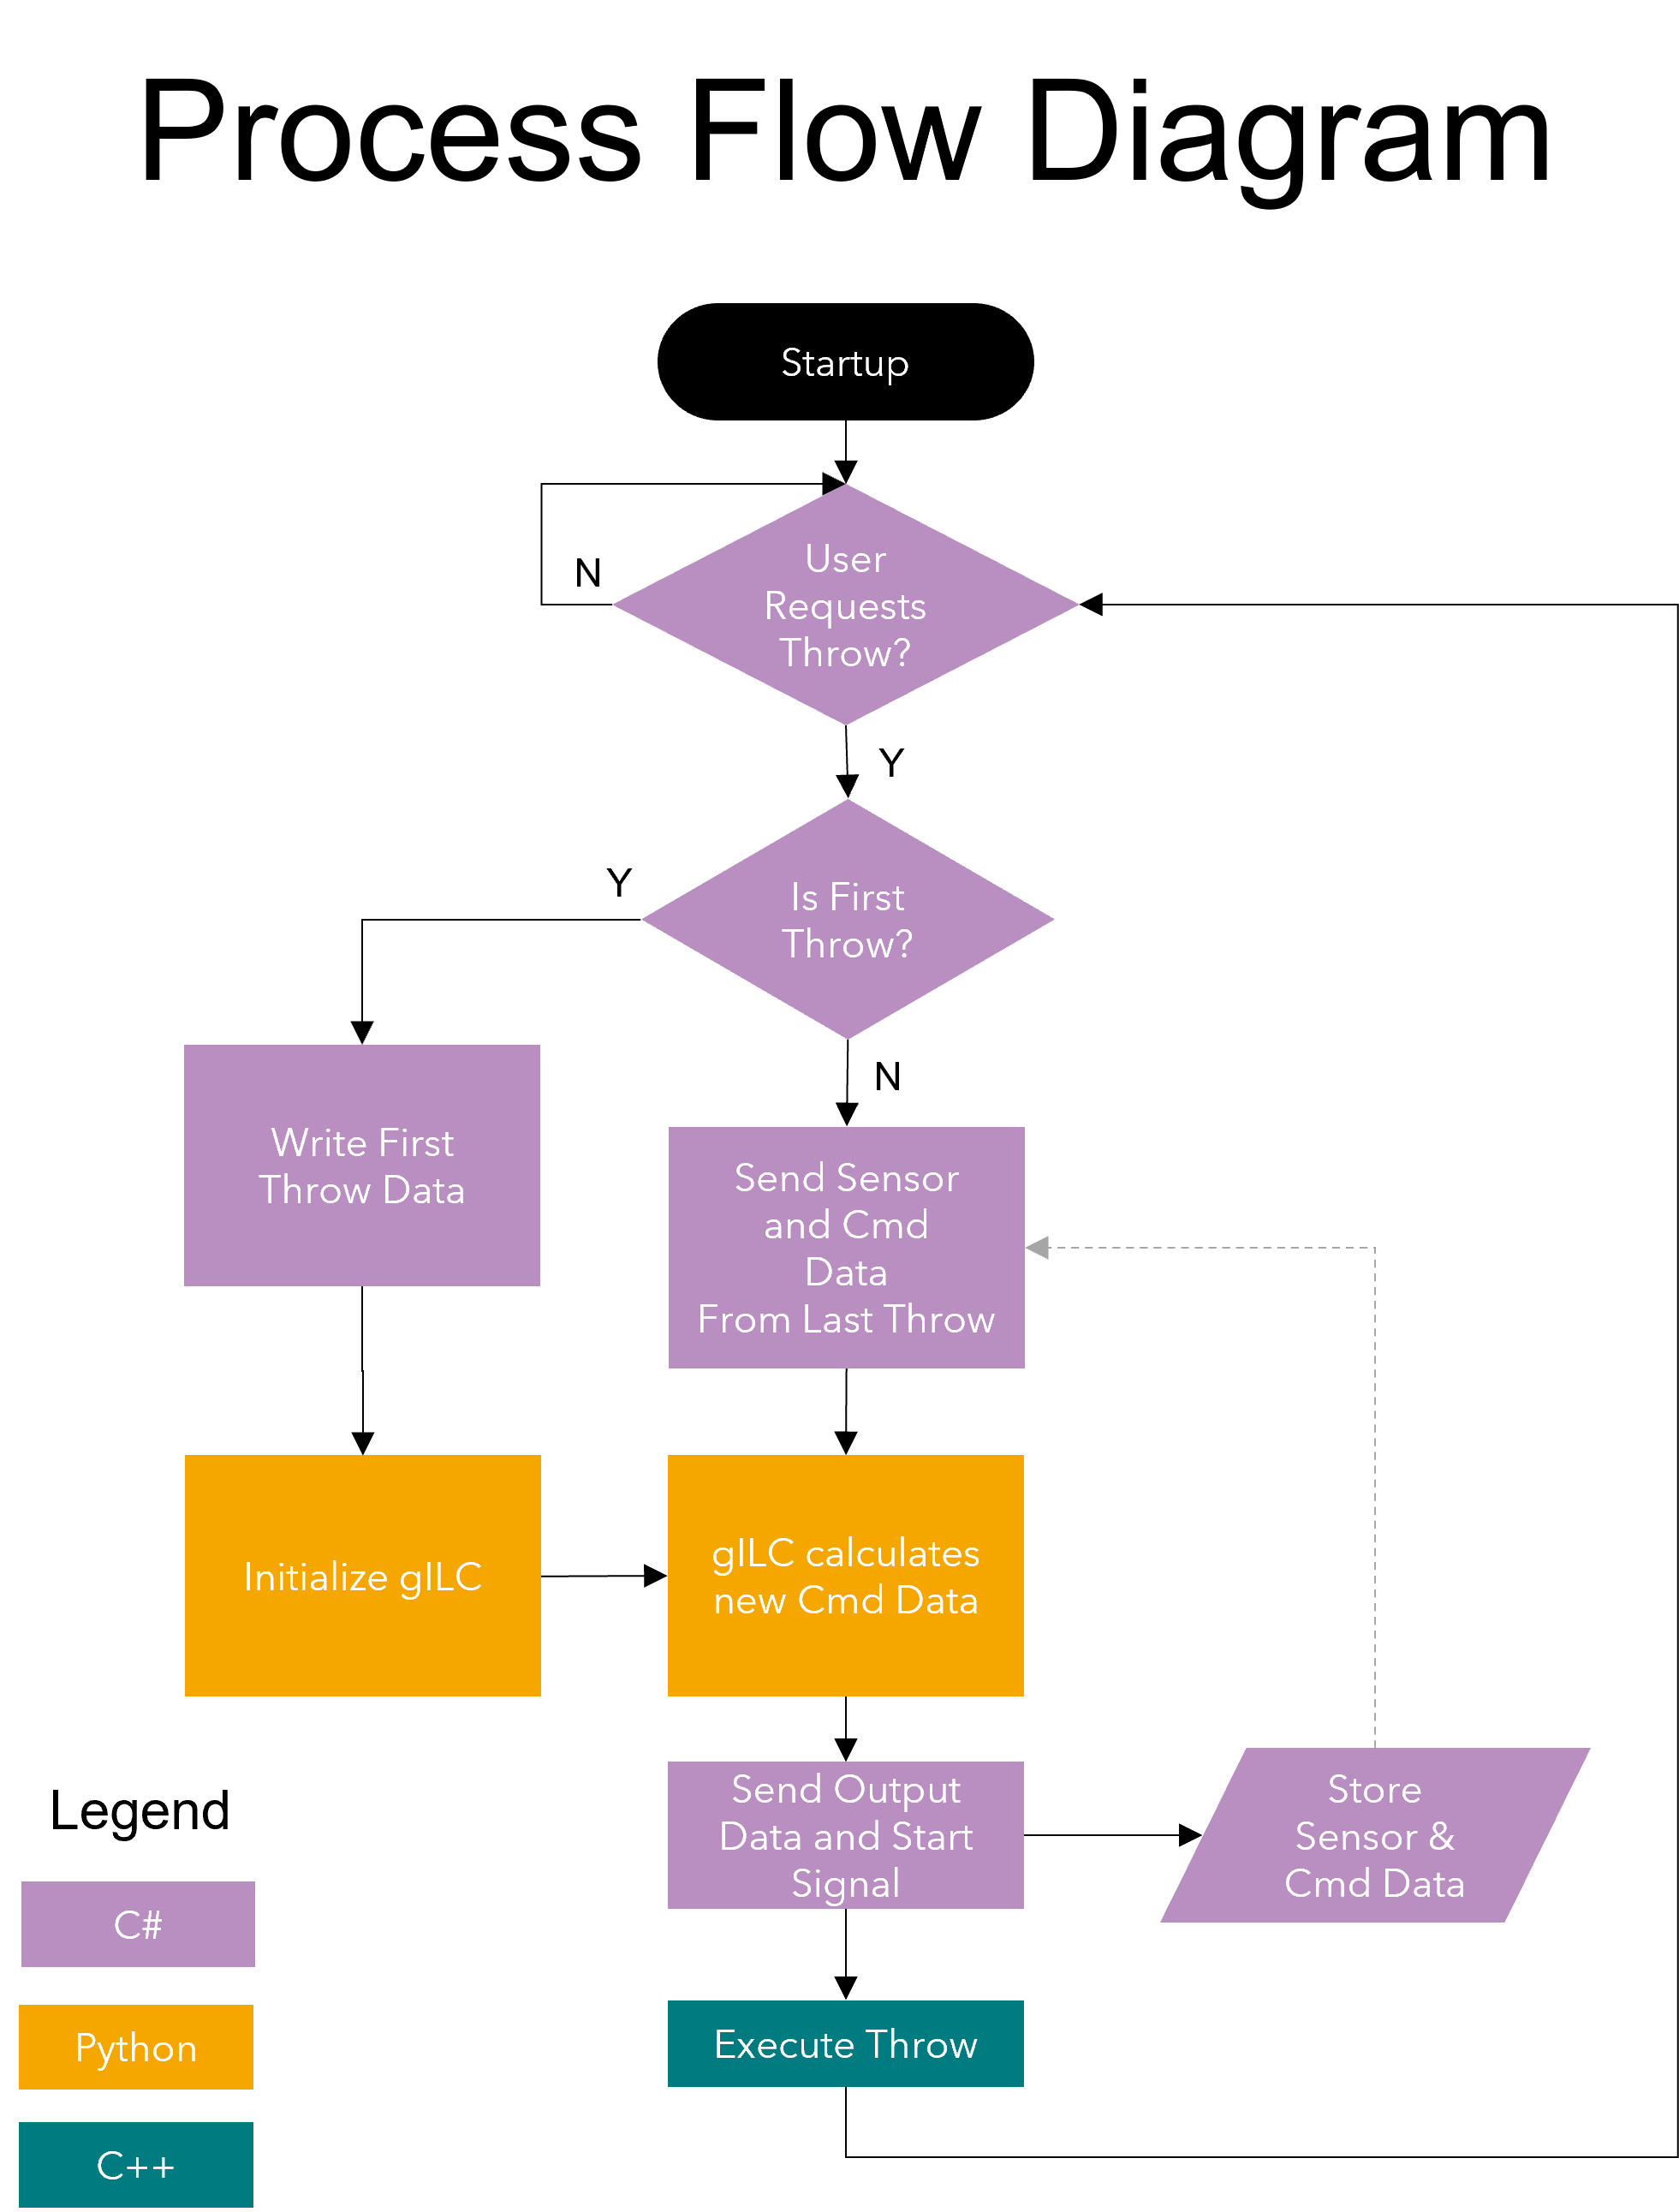 Process Flow Diagram
Startup
User
Requests
Throw?
N
Y
Is First
Throw?
Y
N
Write First
Throw Data
Send Sensor
and Cmd
Data
From Last Throw
Initialize gILC
gILC calculates
new Cmd Data
Send Output
Data and Start
Signal
Store
Sensor &
Cmd Data
Execute Throw
Legend
C#
Python
C++